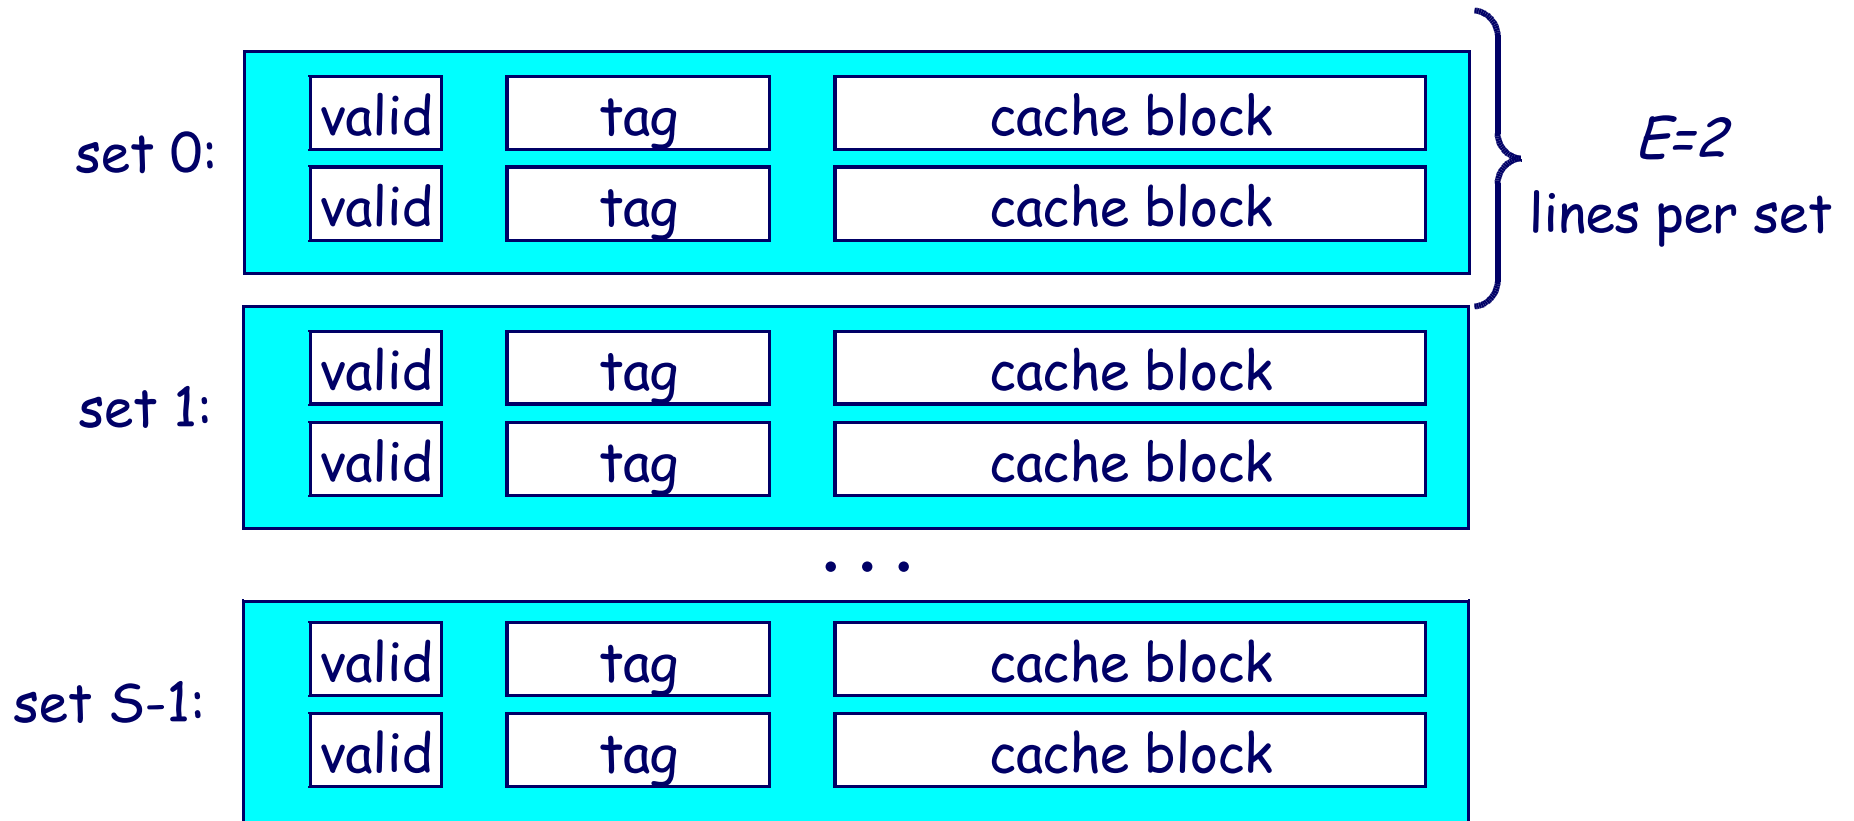 valid tag cache block
set 0:
valid tag cache block
E=2
lines per set
valid tag cache block
set 1:
valid tag cache block
. . .
valid tag cache block
set S-1:
valid tag cache block